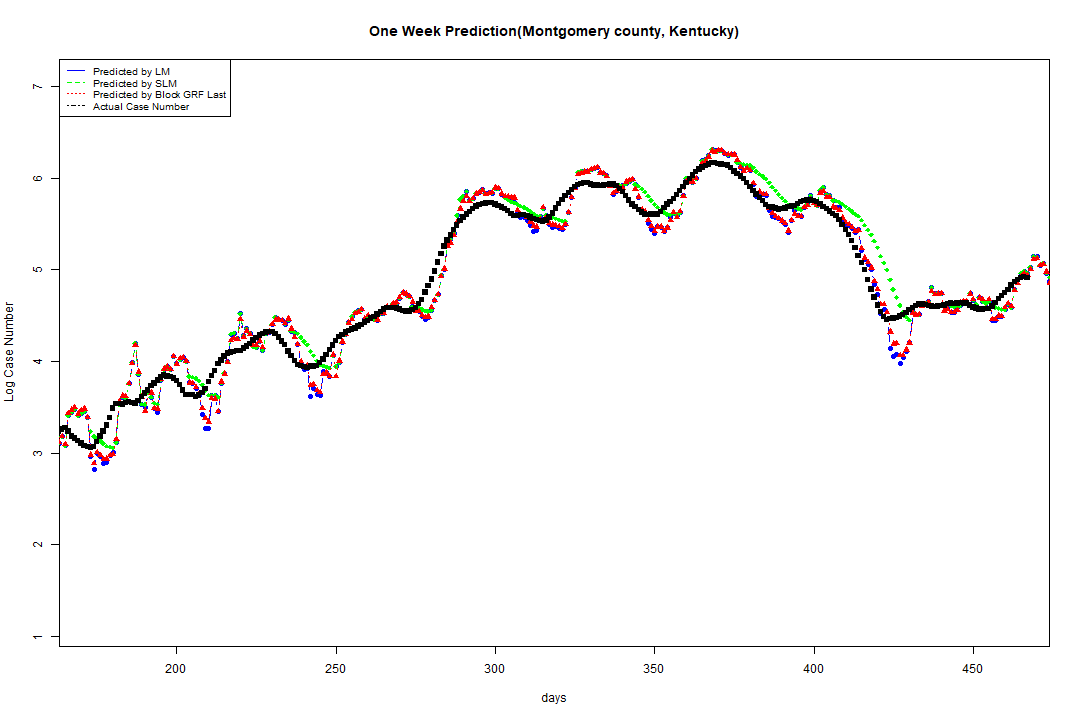 One Week Prediction(Montgomery county, Kentucky)
Predicted by LM
Predicted by SLM
Predicted by Block GRF Last
Actual Case Number
7
6
5
4
3
2
1
Log Case Number
200 250 300 350 400 450
days